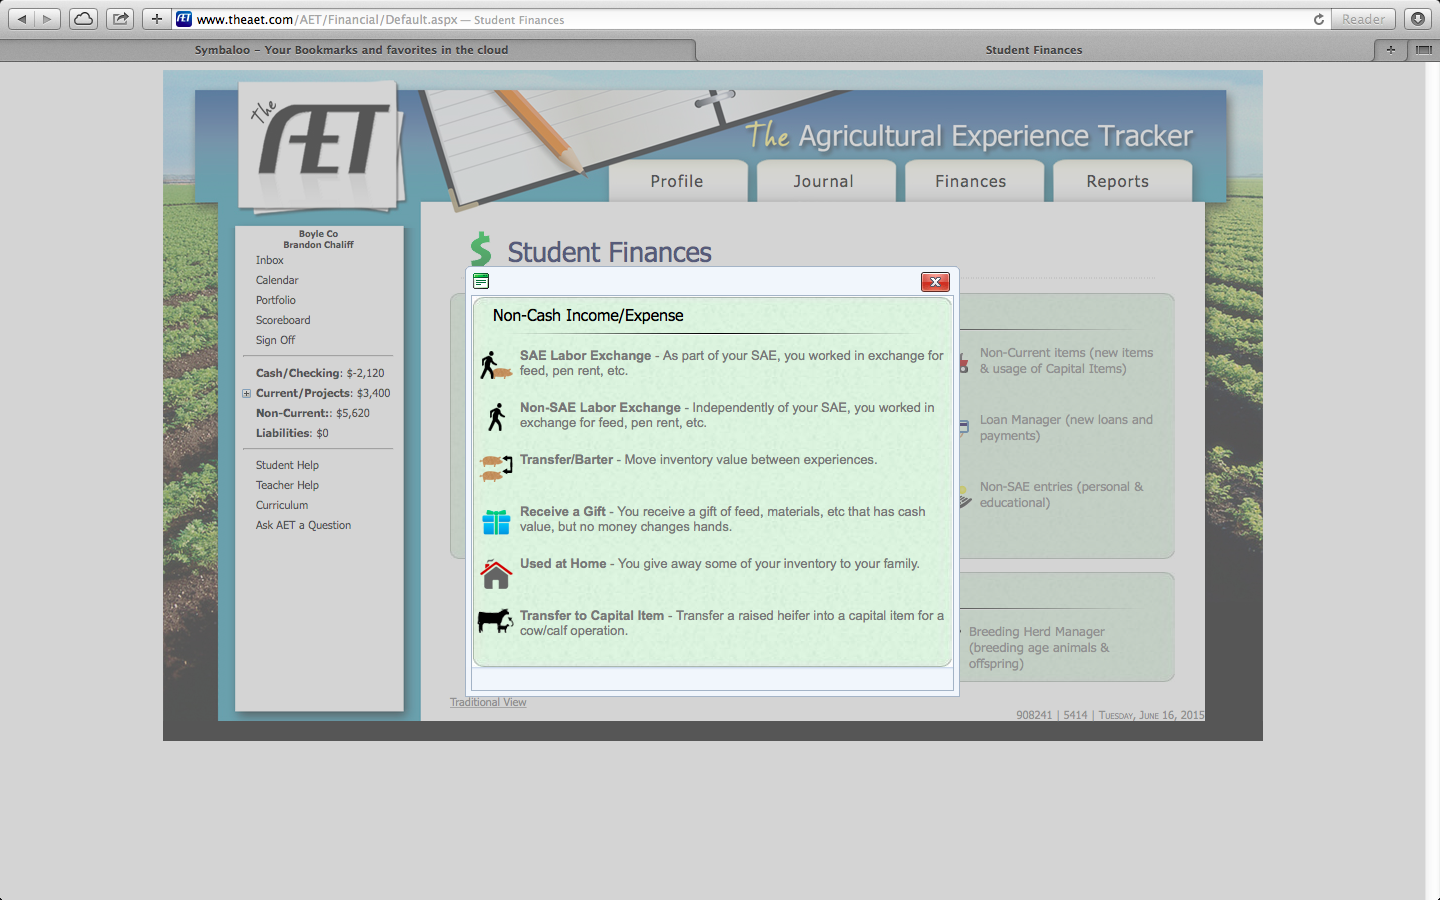 www.theaet.com/AET/Financial/Default.aspx — Student Finances
Reader
Symbaloo – Your Bookmarks and favorites in the cloud
Student Finances
The
AET
The Agricultural Experience Tracker
Profile
Journal
Finances
Reports
Boyle Co
Brandon Chaliff
Inbox
Calendar
Portfolio
Scoreboard
Sign Off
Cash/Checking: $-2,120
Current/Projects: $3,400
Non-Current:: $5,620
Liabilities: $0
Student Help
Teacher Help
Curriculum
Ask AET a Question
$ Student Finances
Non-Cash Income/Expense
SAE Labor Exchange - As part of your SAE, you worked in exchange for
feed, pen rent, etc.
Non-SAE Labor Exchange - Independently of your SAE, you worked in
exchange for feed, pen rent, etc.
Transfer/Barter - Move inventory value between experiences.
Receive a Gift - You receive a gift of feed, materials, etc that has cash
value, but no money changes hands.
Used at Home - You give away some of your inventory to your family.
Transfer to Capital Item - Transfer a raised heifer into a capital item for a
cow/calf operation.
Non-Current items (new items
& usage of Capital Items)
Loan Manager (new loans and
payments)
Non-SAE entries (personal &
educational)
Breeding Herd Manager
(breeding age animals &
offspring)
Traditional View
908241 | 5414 | Tuesday, June 16, 2015